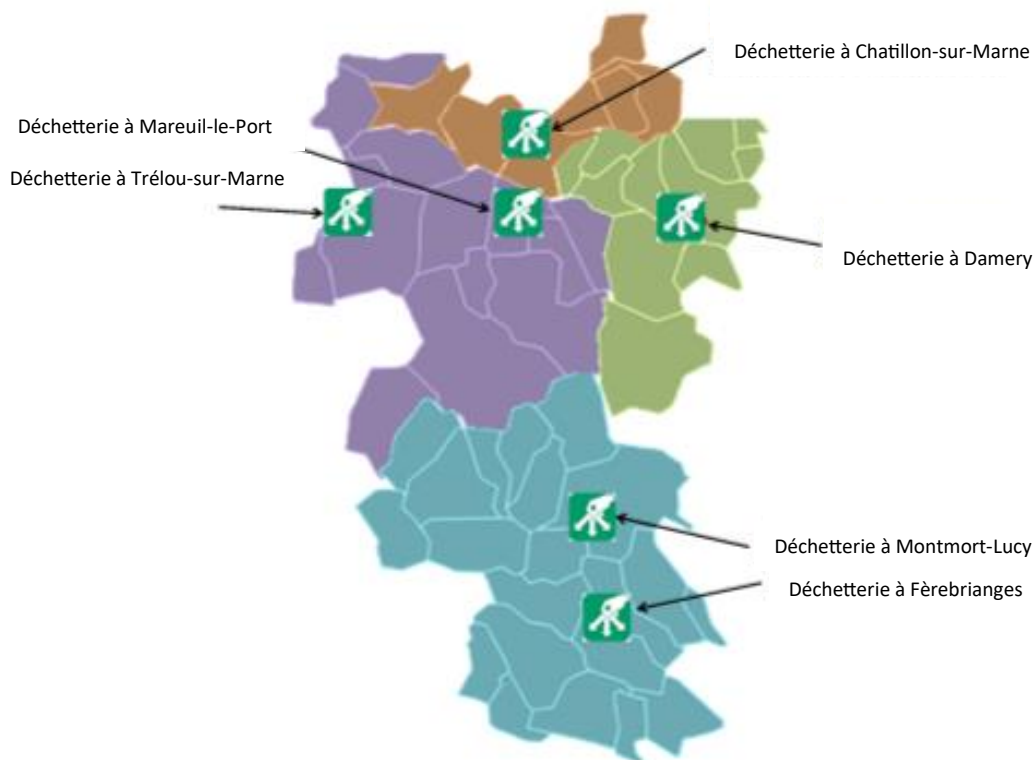 Déchetterie à Chatillon-sur-Marne
Déchetterie à Mareuil-le-Port
Déchetterie à Trélou-sur-Marne
Déchetterie à Damery
Déchetterie à Montmort-Lucy
Déchetterie à Fèrebrianges